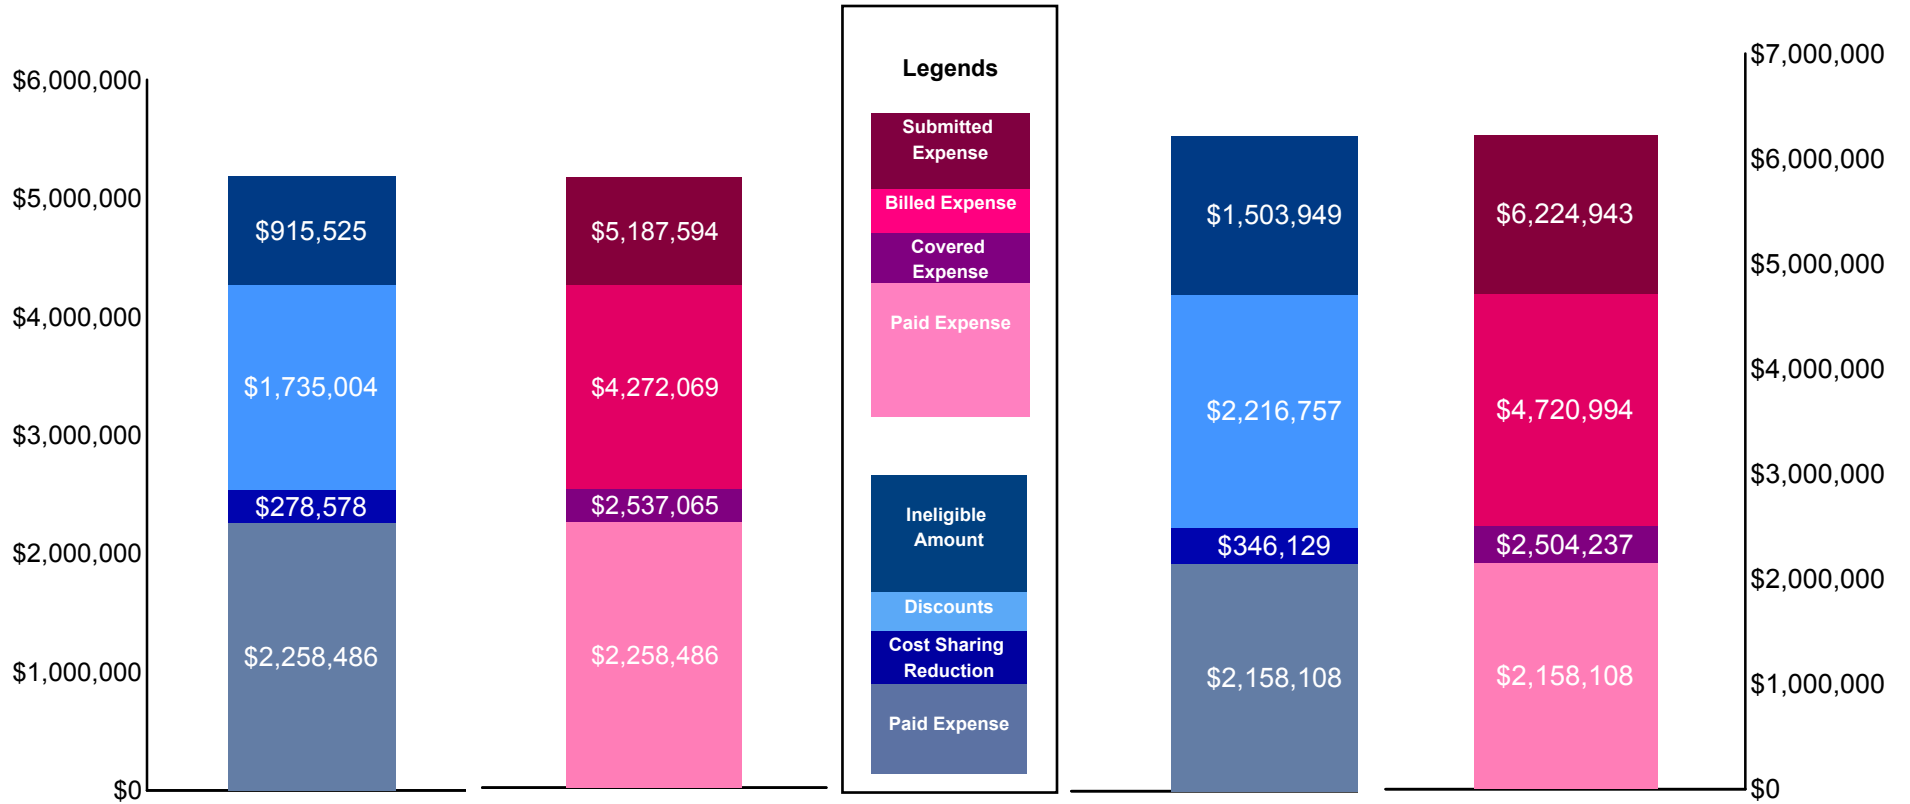 $6,000,000
$5,000,000
$4,000,000
$3,000,000
$2,000,000
$1,000,000
$0
$915,525
$1,735,004
$278,578
$2,258,486
$5,187,594
$4,272,069
$2,537,065
$2,258,486
Legends
Submitted
Expense
Billed Expense
Covered
Expense
Paid Expense
Ineligible
Amount
Discounts
Cost Sharing
Reduction
Paid Expense
$1,503,949
$2,216,757
$346,129
$2,158,108
$6,224,943
$4,720,994
$2,504,237
$2,158,108
$7,000,000
$6,000,000
$5,000,000
$4,000,000
$3,000,000
$2,000,000
$1,000,000
$0